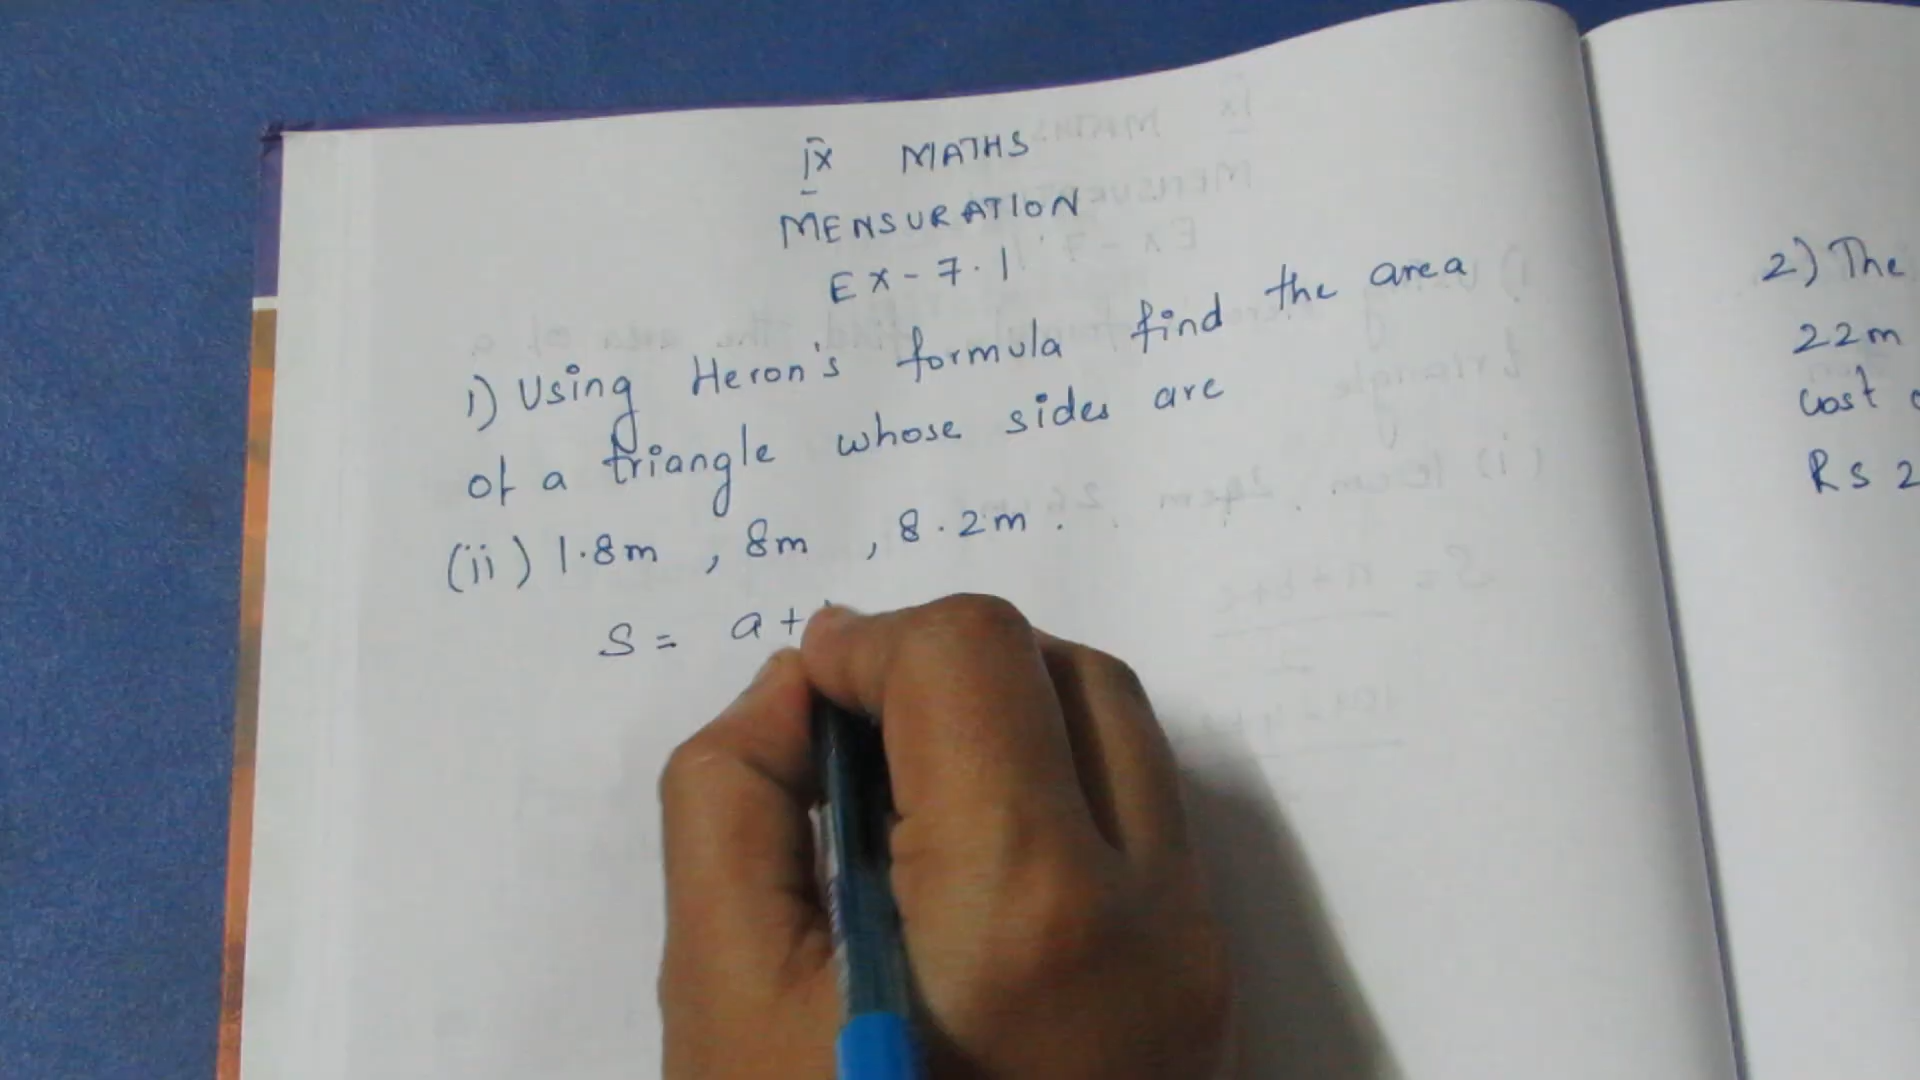 IX MATHS
MENSURATION
EX-7.1
1) Using Heron's formula find the area
of a triangle whose sides are
(ii) 1.8m , 8m , 8.2m .
S = a+
2) The
22m
cost
Rs 2